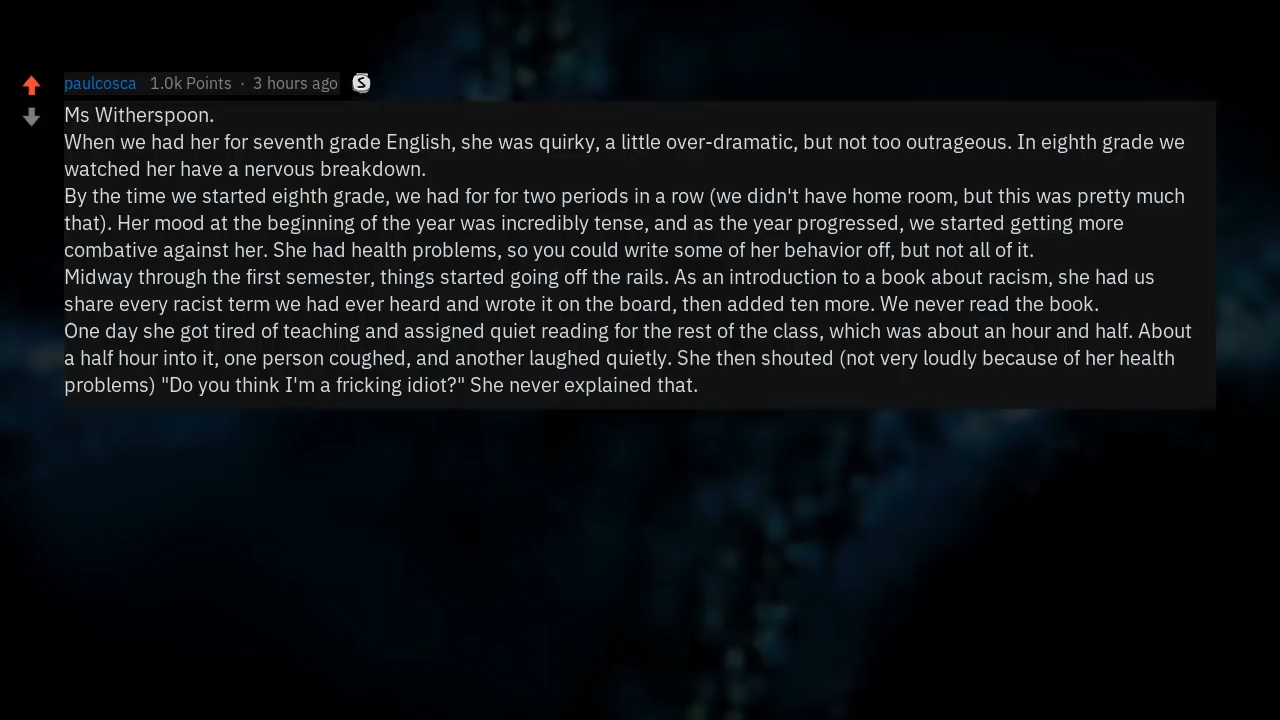 paulcosca 1.0k Points · 3 hours ago S
Ms Witherspoon.
When we had her for seventh grade English, she was quirky, a little over-dramatic, but not too outrageous. In eighth grade we
watched her have a nervous breakdown.
By the time we started eighth grade, we had for for two periods in a row (we didn't have home room, but this was pretty much
that). Her mood at the beginning of the year was incredibly tense, and as the year progressed, we started getting more
combative against her. She had health problems, so you could write some of her behavior off, but not all of it.
Midway through the first semester, things started going off the rails. As an introduction to a book about racism, she had us
share every racist term we had ever heard and wrote it on the board, then added ten more. We never read the book.
One day she got tired of teaching and assigned quiet reading for the rest of the class, which was about an hour and half. About
a half hour into it, one person coughed, and another laughed quietly. She then shouted (not very loudly because of her health
problems) "Do you think I'm a fricking idiot?" She never explained that.